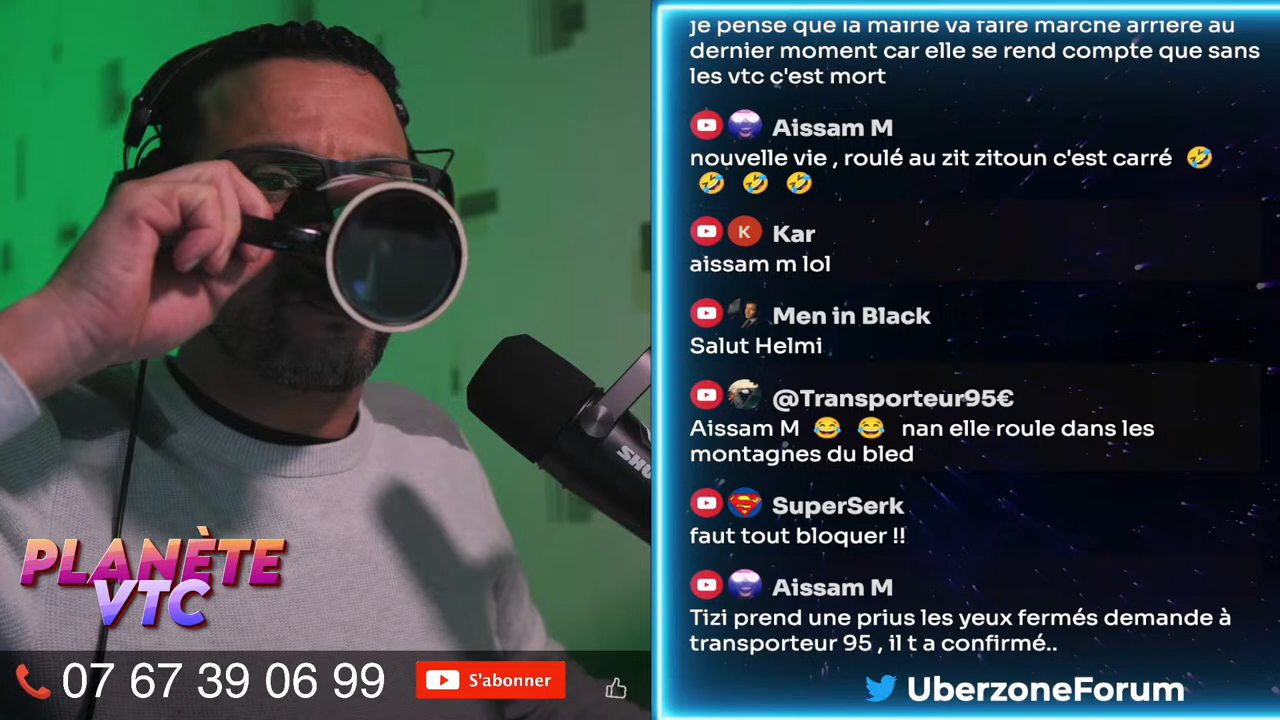 je pense que la mairie va faire marche arrière au
dernier moment car elle se rend compte que sans
les vtc c'est mort
Aissam M
nouvelle vie , roulé au zit zitoun c'est carré 🤣
🤣 🤣 🤣
K
Kar
aissam m lol
Men in Black
Salut Helmi
@Transporteur95€
Aissam M 😂 😂 nan elle roule dans les
montagnes du bled
SuperSerk
faut tout bloquer !!
Aissam M
Tizi prend une prius les yeux fermés demande à
transporteur 95 , il t a confirmé..
UberzoneForum
SHU
PLANÈTE
VTC
07 67 39 06 99
S'abonner